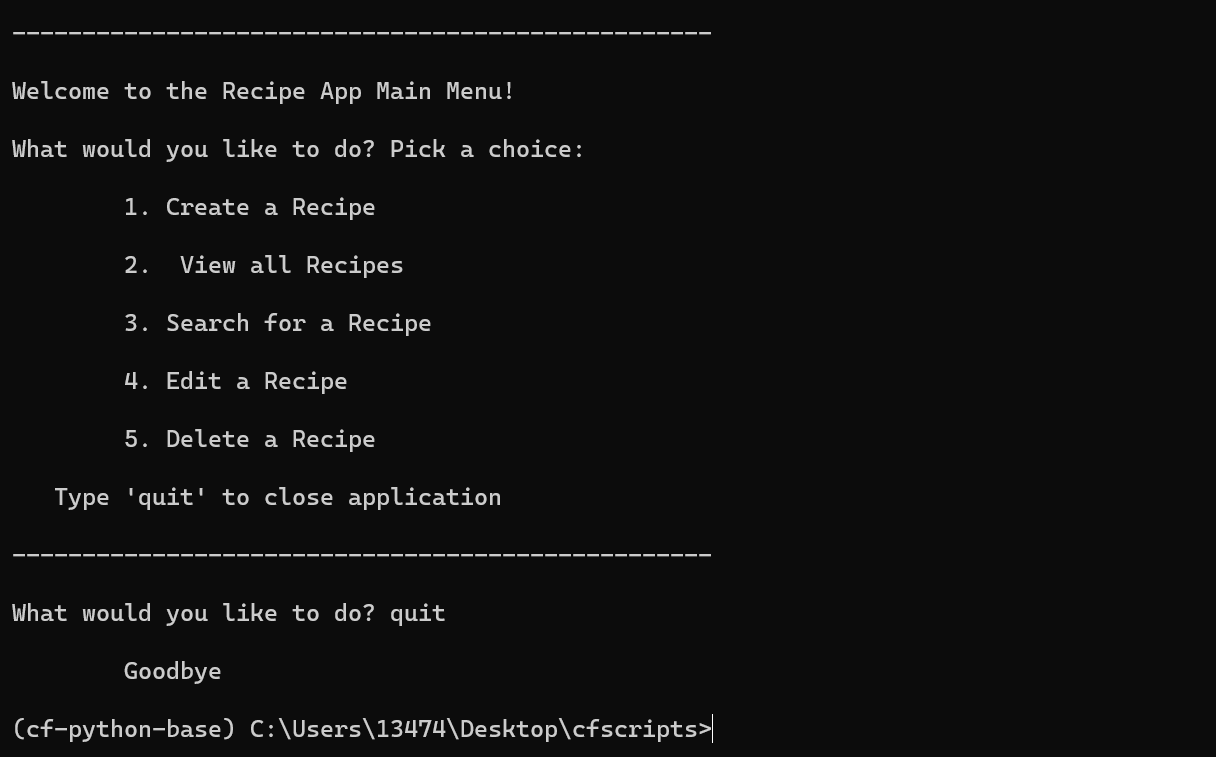 --------------------------------------------------
Welcome to the Recipe App Main Menu!
What would you like to do? Pick a choice:
        1. Create a Recipe
        2.  View all Recipes
        3. Search for a Recipe
        4. Edit a Recipe
        5. Delete a Recipe
   Type 'quit' to close application
--------------------------------------------------
What would you like to do? quit
        Goodbye
(cf-python-base) C:\Users\13474\Desktop\cfscripts>